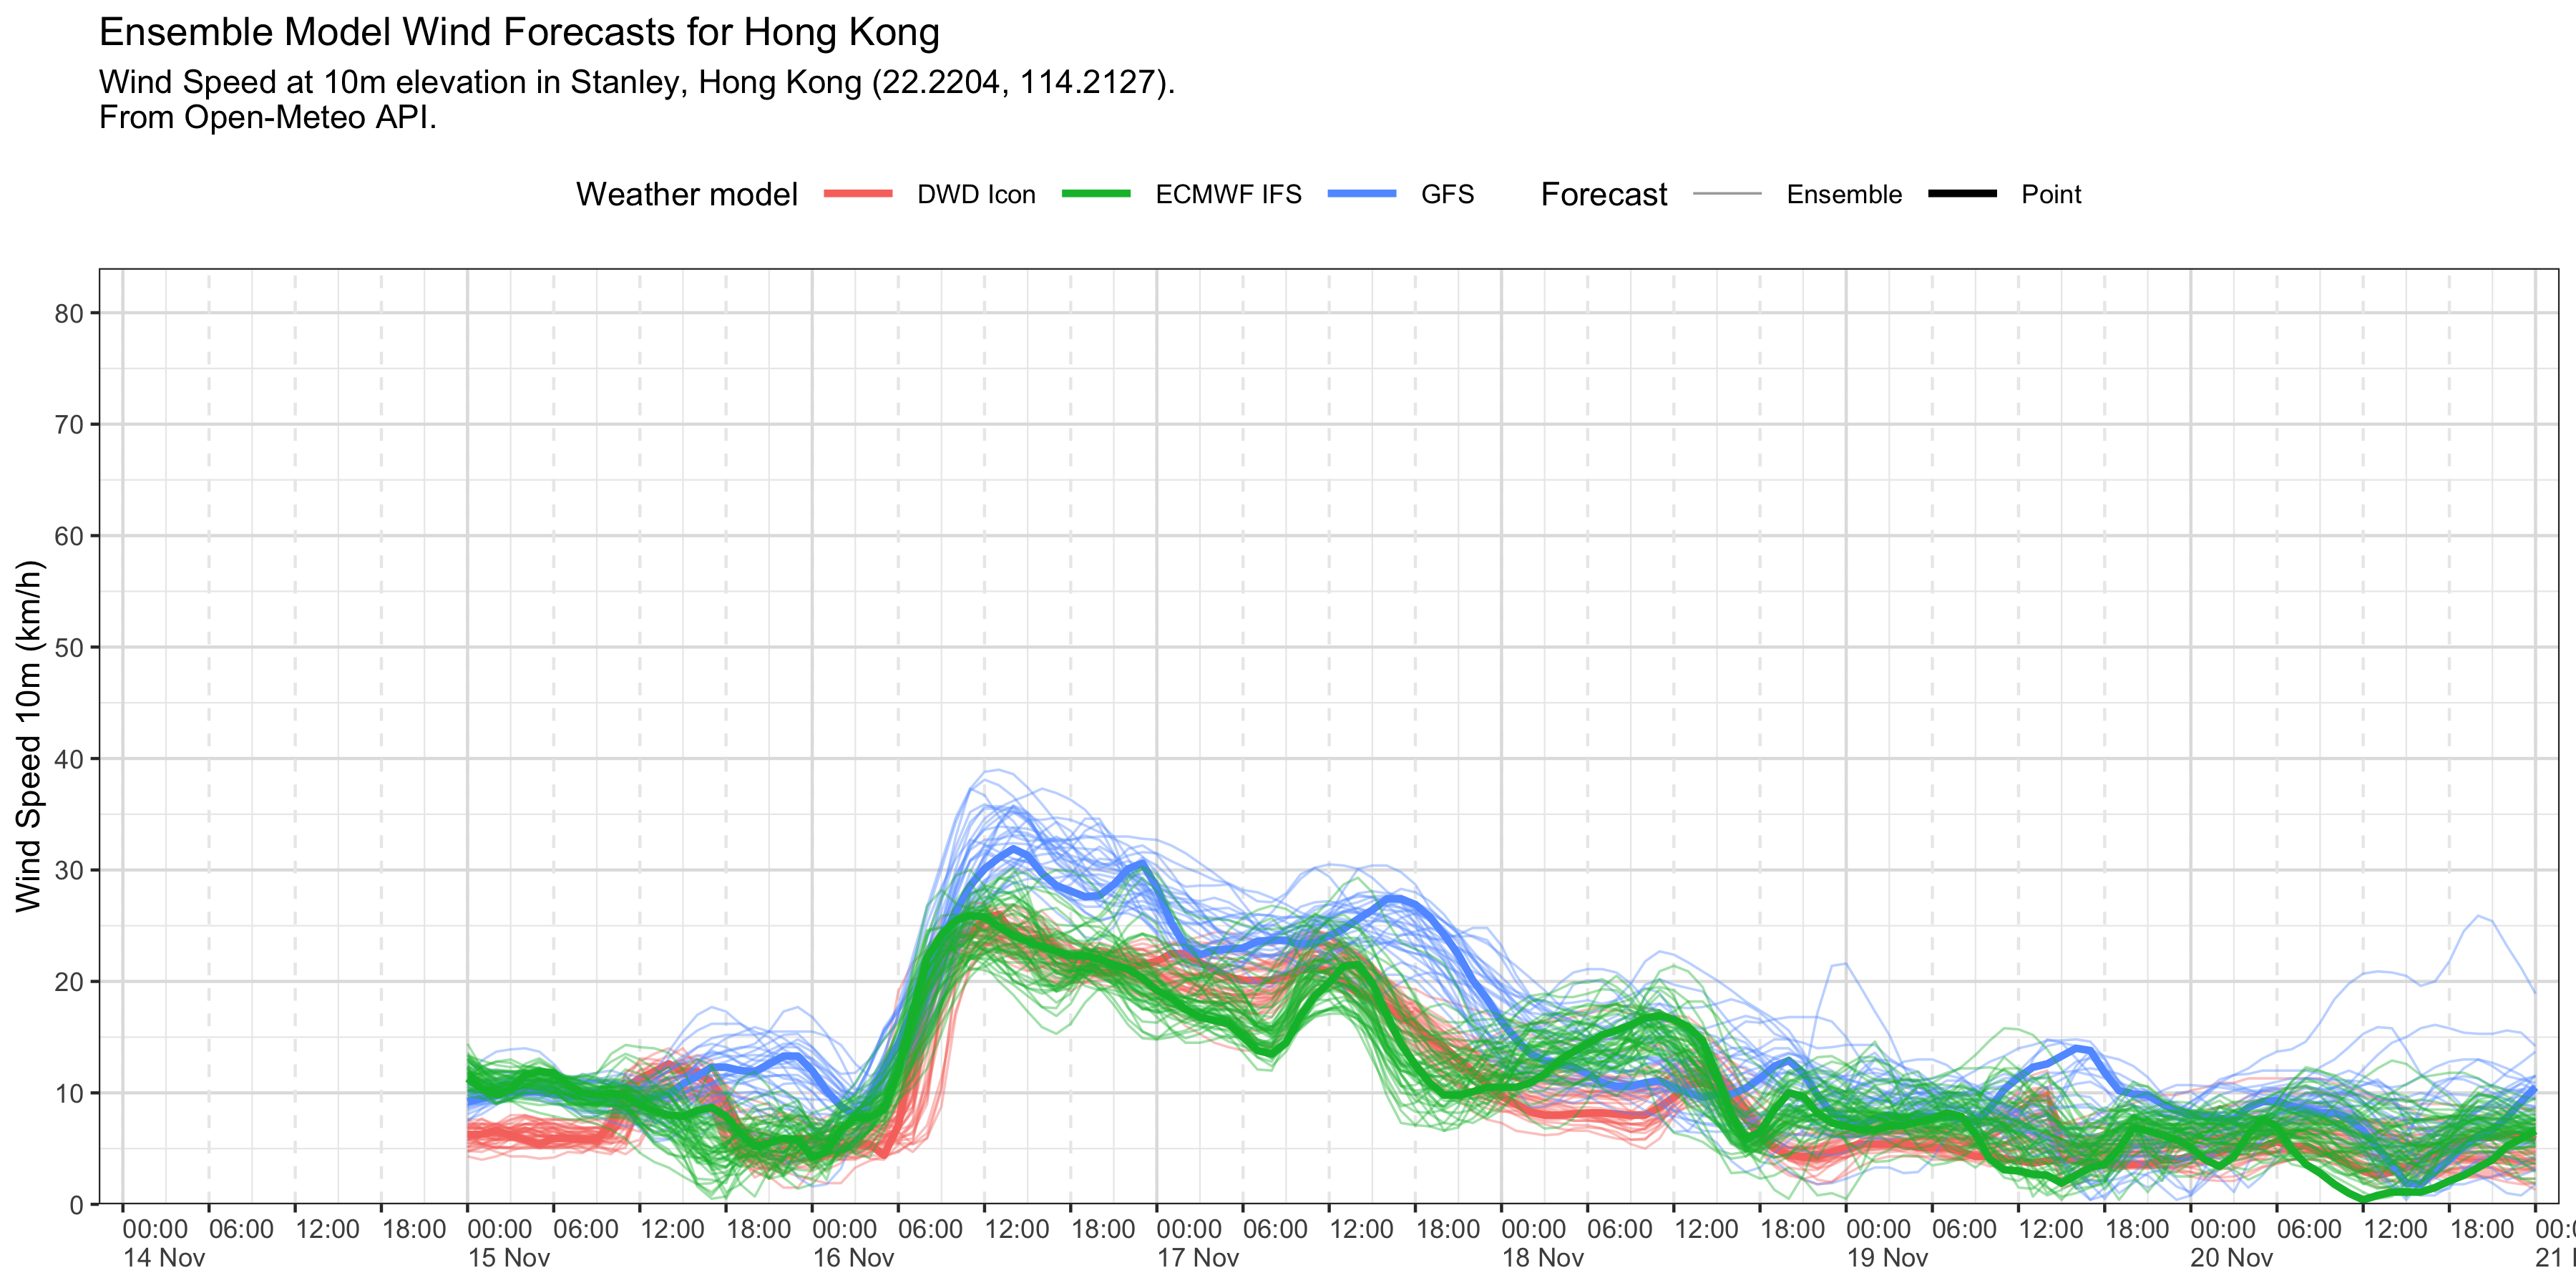 Ensemble Model Wind Forecasts for Hong Kong
Wind Speed at 10m elevation in Stanley, Hong Kong (22.2204, 114.2127).
From Open-Meteo API.
Weather model DWD Icon ECMWF IFS GFS Forecast Ensemble Point
Wind Speed 10m (km/h)
80
70
60
50
40
30
20
10
0
00:00 06:00 12:00 18:00 00:00 06:00 12:00 18:00 00:00 06:00 12:00 18:00 00:00 06:00 12:00 18:00 00:00 06:00 12:00 18:00 00:00 06:00 12:00 18:00 00:00 06:00 12:00 18:00
14 Nov 15 Nov 16 Nov 17 Nov 18 Nov 19 Nov 20 Nov 21